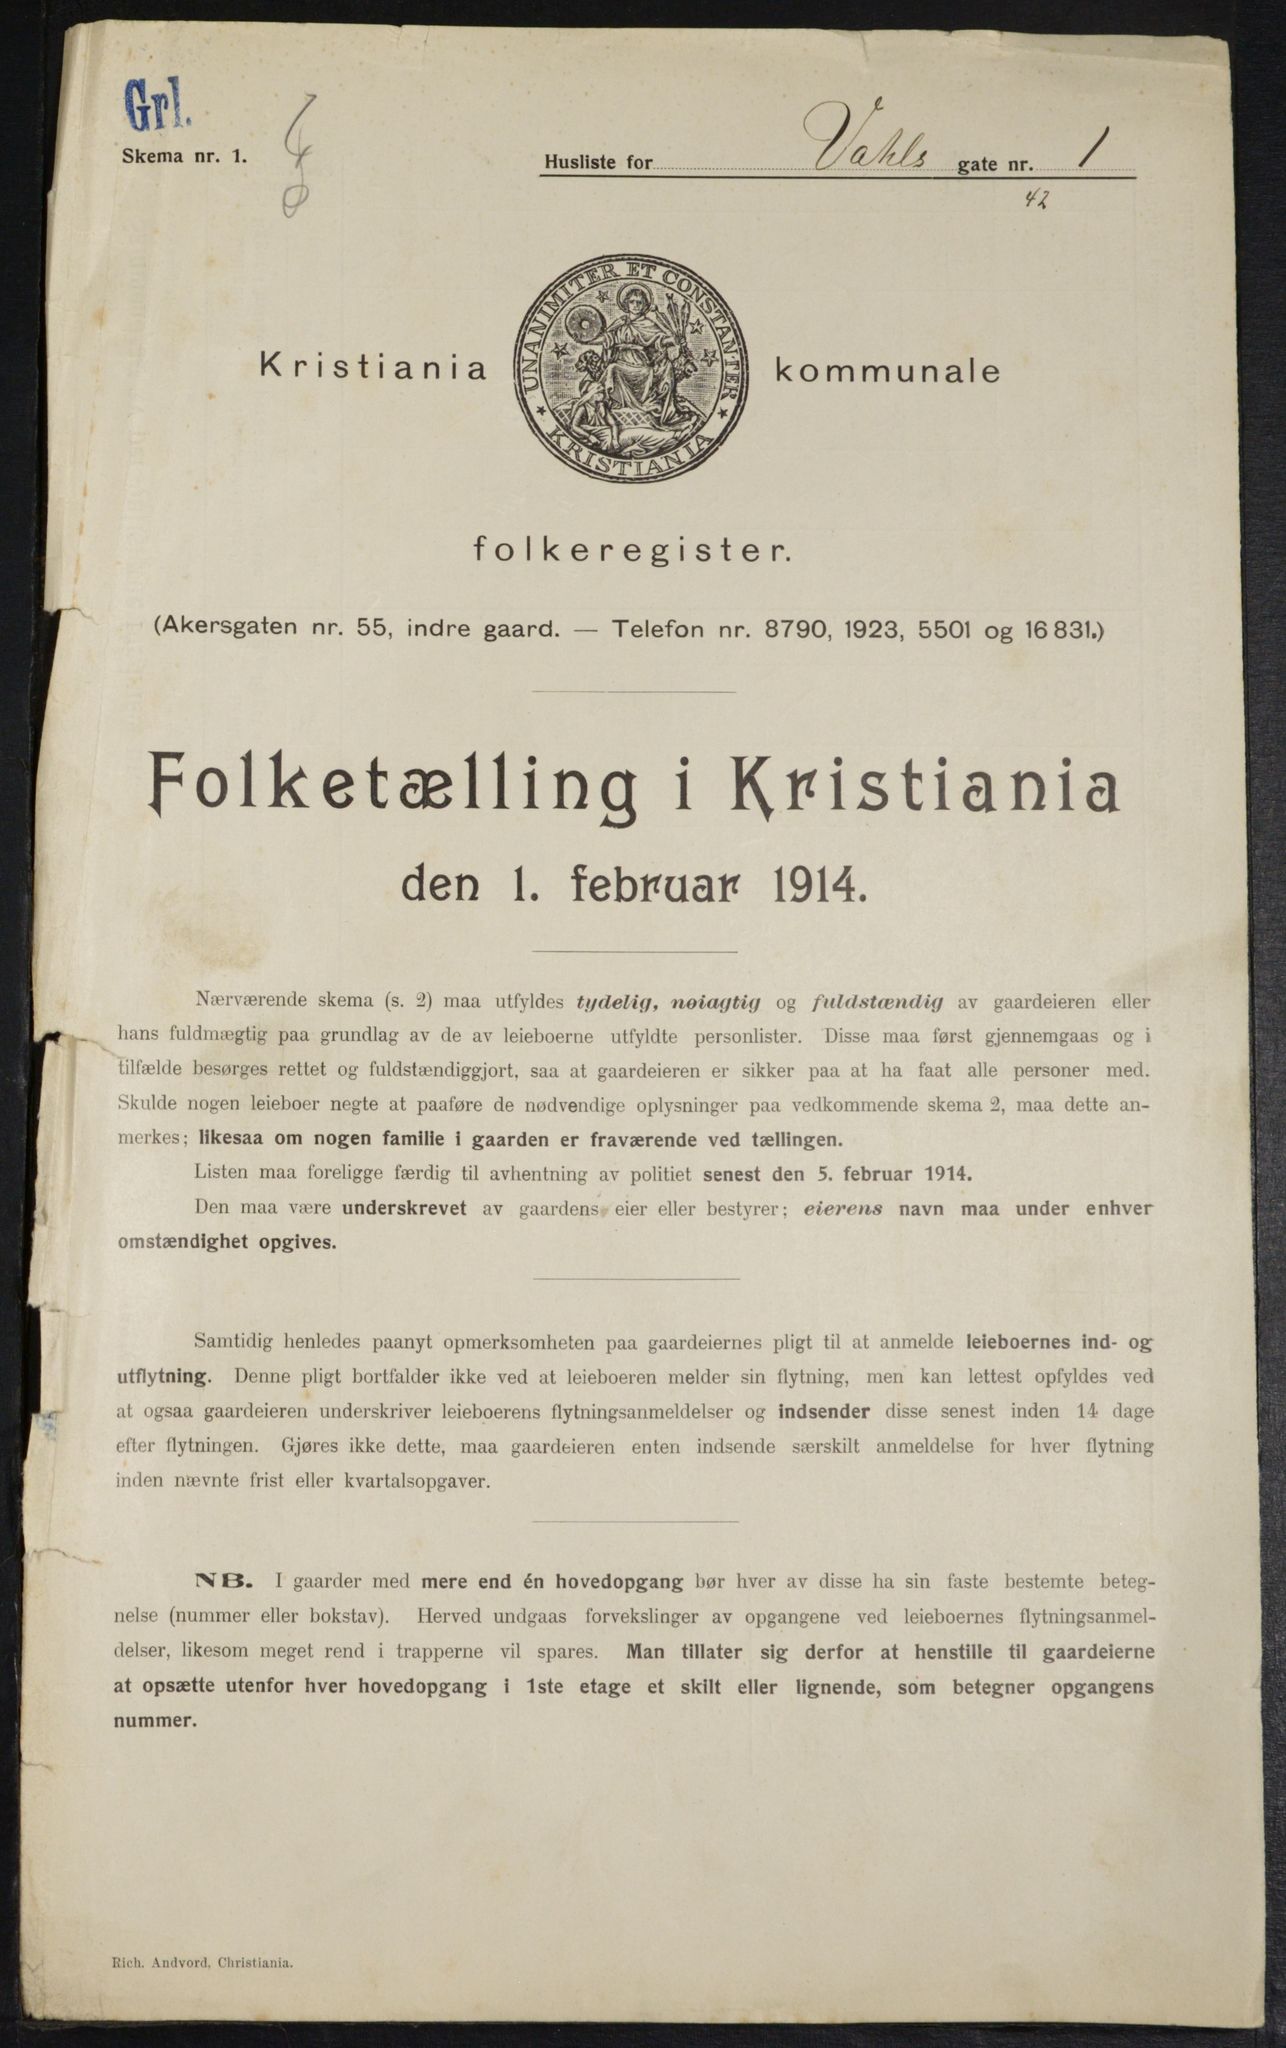 Grl.
Skema nr. 1.
Husliste for Vahls gate nr. 1
42
UNANIMITER ET CONSTANTER
KRISTIANIA
Kristiania kommunale
folkeregister.
(Akersgaten nr. 55, indre gaard. — Telefon nr. 8790, 1923, 5501 og 16 831.)
Folketælling i Kristiania
den 1. februar 1914.
Nærværende skema (s. 2) maa utfyldes tydelig, nøiagtig og fuldstændig av gaardeieren eller
hans fuldmægtig paa grundlag av de av leieboerne utfyldte personlister. Disse maa først gjennemgaas og i
tilfælde besørges rettet og fuldstændiggjort, saa at gaardeieren er sikker paa at ha faat alle personer med.
Skulde nogen leieboer negte at paaføre de nødvendige oplysninger paa vedkommende skema 2, maa dette an-
merkes; likesaa om nogen familie i gaarden er fraværende ved tællingen.
Listen maa foreligge færdig til avhentning av politiet senest den 5. februar 1914.
Den maa være underskrevet av gaardens eier eller bestyrer; eierens navn maa under enhver
omstændighet opgives.
Samtidig henledes paanyt opmerksomheten paa gaardeiernes pligt til at anmelde leieboernes ind- og
utflytning. Denne pligt bortfalder ikke ved at leieboeren melder sin flytning, men kan lettest opfyldes ved
at ogsaa gaardeieren underskriver leieboerens flytningsanmeldelser og indsender disse senest inden 14 dage
efter flytningen. Gjøres ikke dette, maa gaardeieren enten indsende særskilt anmeldelse for hver flytning
inden nævnte frist eller kvartalsopgaver.
NB. I gaarder med mere end én hovedopgang bør hver av disse ha sin faste bestemte beteg-
nelse (nummer eller bokstav). Herved undgaas forvekslinger av opgangene ved leieboernes flytningsanmel-
delser, likesom meget rend i trapperne vil spares. Man tillater sig derfor at henstille til gaardeierne
at opsætte utenfor hver hovedopgang i 1ste etage et skilt eller lignende, som betegner opgangens
nummer.
Rich. Andvord, Christiania.